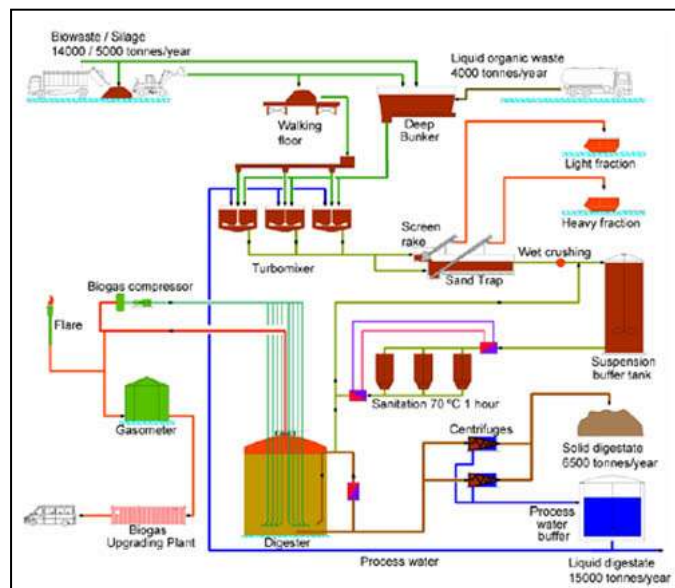 Biowaste / Silage
14000 / 5000 tonnes/year
Liquid organic waste
4000 tonnes/year
Walking
floor
Deep
Bunker
Light fraction
Heavy fraction
Screen
rake
Wet crushing
Turbomixer
Sand Trap
Biogas compressor
Flare
Suspension
buffer tank
Sanitation 70 ºC 1 hour
Gasometer
Centrifuges
Solid digestate
6500 tonnes/year
Process
water
buffer
Biogas
Upgrading Plant
Digester
Process water
Liquid digestate
15000 tonnes/year